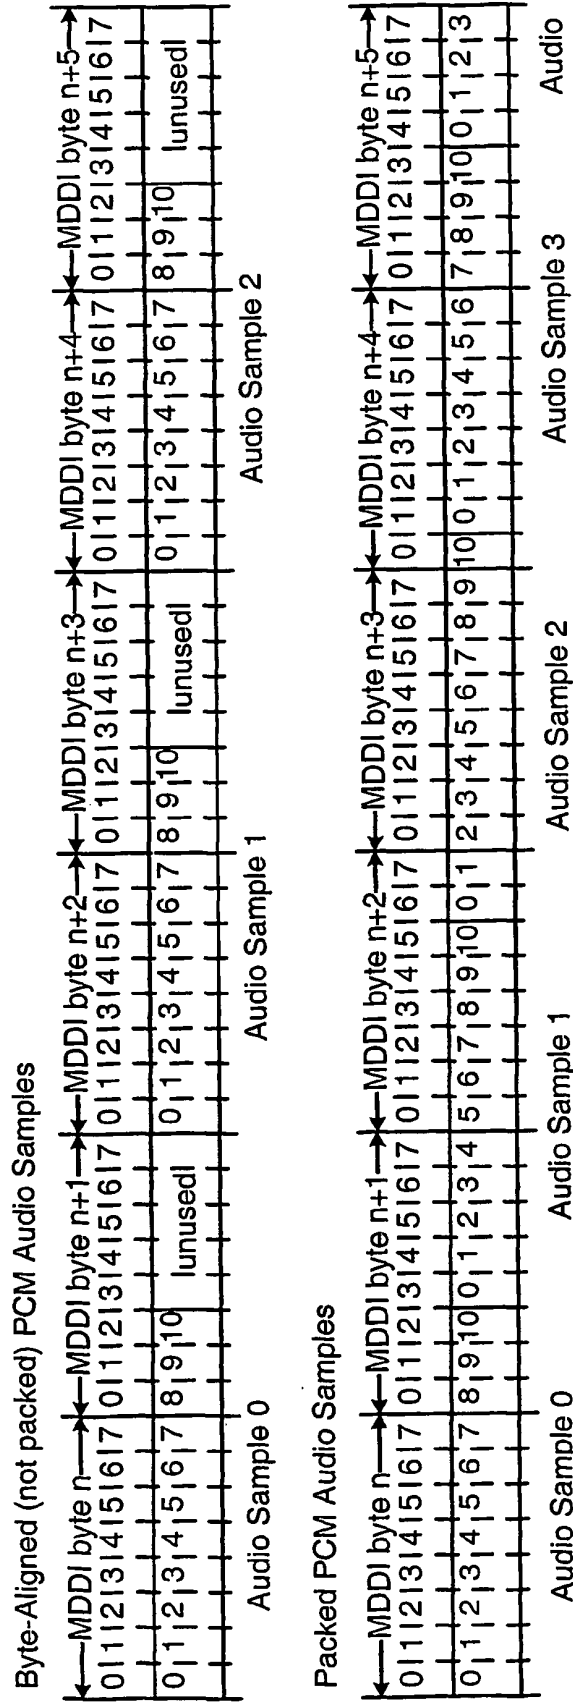 Byte-Aligned (not packed) PCM Audio Samples
MDDI byte n MDDI byte n+1 MDDI byte n+2 MDDI byte n+3 MDDI byte n+4 MDDI byte n+5
0 1 2 3 4 5 6 7 0 1 2 3 4 5 6 7 0 1 2 3 4 5 6 7 0 1 2 3 4 5 6 7 0 1 2 3 4 5 6 7 0 1 2 3 4 5 6 7
0 1 2 3 4 5 6 7 8 9 10 unused 0 1 2 3 4 5 6 7 8 9 10 unused 0 1 2 3 4 5 6 7 8 9 10 unused
Audio Sample 0 Audio Sample 1 Audio Sample 2
Packed PCM Audio Samples
MDDI byte n MDDI byte n+1 MDDI byte n+2 MDDI byte n+3 MDDI byte n+4 MDDI byte n+5
0 1 2 3 4 5 6 7 0 1 2 3 4 5 6 7 0 1 2 3 4 5 6 7 0 1 2 3 4 5 6 7 0 1 2 3 4 5 6 7 0 1 2 3 4 5 6 7
0 1 2 3 4 5 6 7 8 9 10 0 1 2 3 4 5 6 7 8 9 10 0 1 2 3 4 5 6 7 8 9 10 0 1 2 3 4 5 6 7 8 9 10 0 1 2 3
Audio Sample 0 Audio Sample 1 Audio Sample 2 Audio Sample 3 Audio